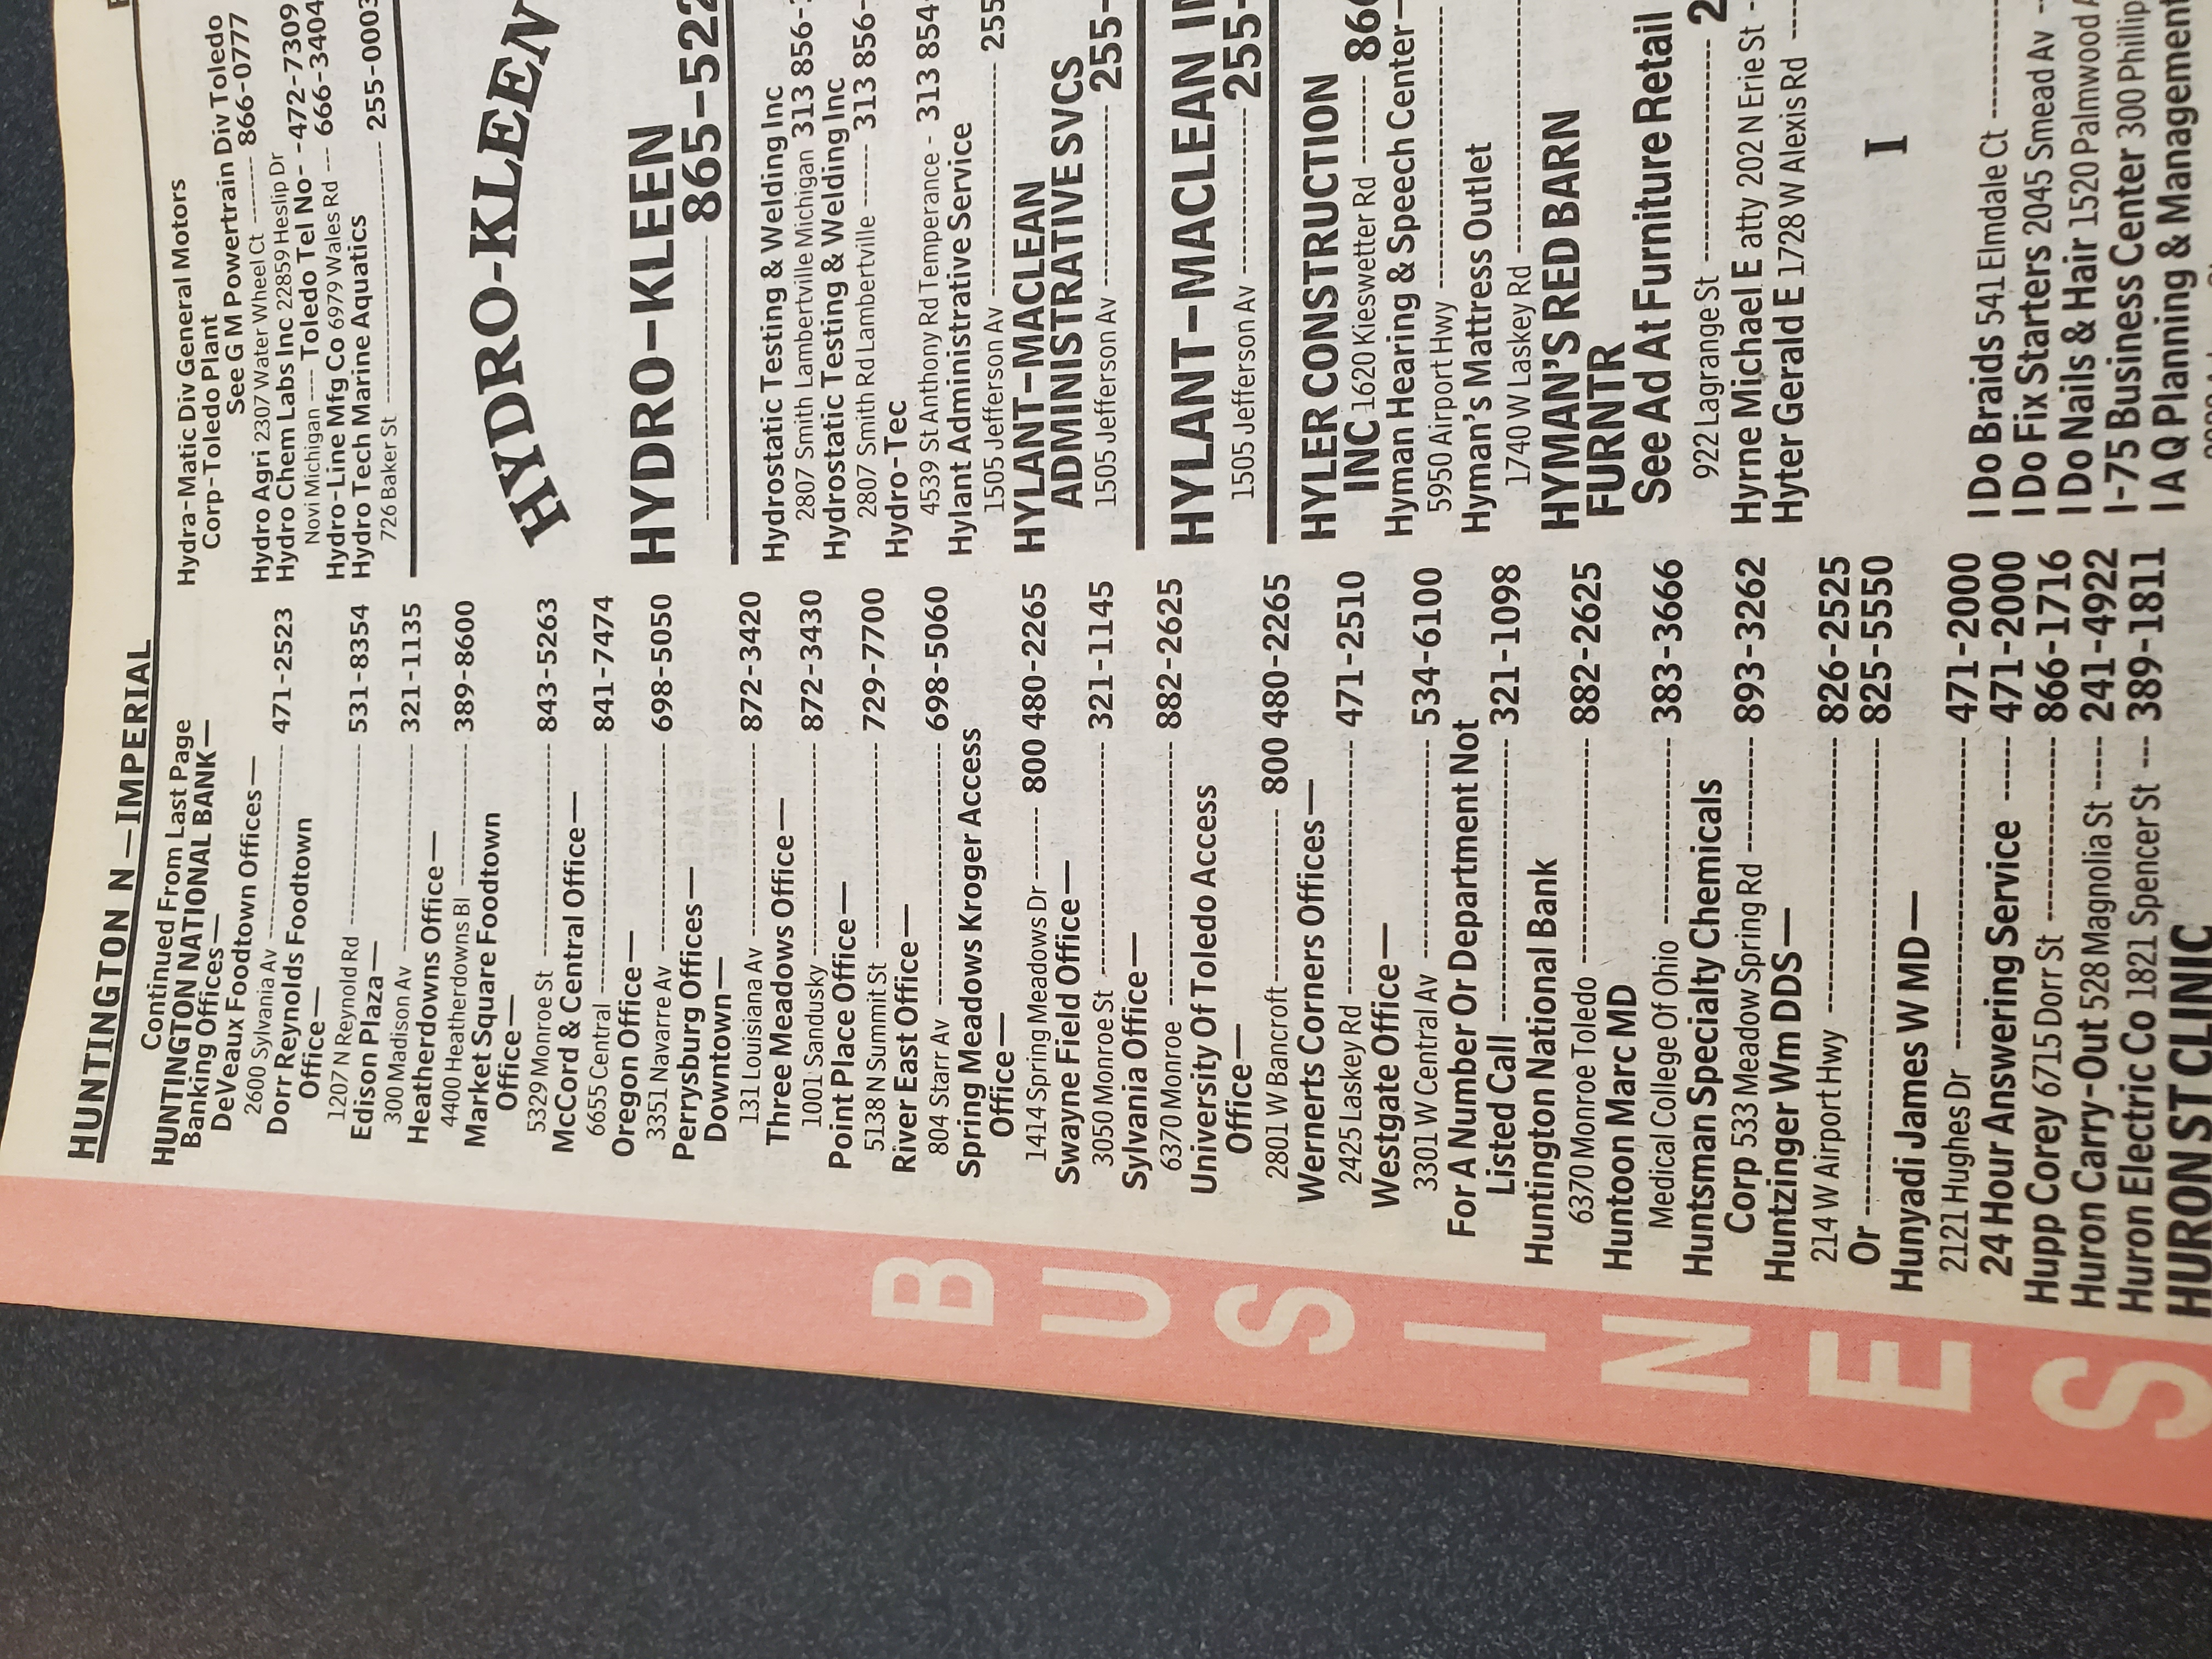 HUNTINGTON N—IMPERIAL
Continued From Last Page
HUNTINGTON NATIONAL BANK—
Banking Offices—
DeVeaux Foodtown Offices—
2600 Sylvania Av ---------- 471-2523
Dorr Reynolds Foodtown
Office—
1207 N Reynold Rd ---------- 531-8354
Edison Plaza—
300 Madison Av ---------- 321-1135
Heatherdowns Office—
4400 Heatherdowns Bl ---------- 389-8600
Market Square Foodtown
Office—
5329 Monroe St ---------- 843-5263
McCord & Central Office—
6655 Central ---------- 841-7474
Oregon Office—
3351 Navarre Av ---------- 698-5050
Perrysburg Offices—
Downtown—
131 Louisiana Av ---------- 872-3420
Three Meadows Office—
1001 Sandusky ---------- 872-3430
Point Place Office—
5138 N Summit St ---------- 729-7700
River East Office—
804 Starr Av ---------- 698-5060
Spring Meadows Kroger Access
Office—
1414 Spring Meadows Dr ------ 800 480-2265
Swayne Field Office—
3050 Monroe St ---------- 321-1145
Sylvania Office—
6370 Monroe ---------- 882-2625
University Of Toledo Access
Office—
2801 W Bancroft ---------- 800 480-2265
Wernerts Corners Offices—
2425 Laskey Rd ---------- 471-2510
Westgate Office—
3301 W Central Av ---------- 534-6100
For A Number Or Department Not
Listed Call ---------- 321-1098
Huntington National Bank
6370 Monroe Toledo ---------- 882-2625
Huntoon Marc MD
Medical College Of Ohio ---------- 383-3666
Huntsman Specialty Chemicals
Corp 533 Meadow Spring Rd ---------- 893-3262
Huntzinger Wm DDS—
214 W Airport Hwy ---------- 826-2525
Or ---------- 825-5550
Hunyadi James W MD—
2121 Hughes Dr ---------- 471-2000
24 Hour Answering Service ----- 471-2000
Hupp Corey 6715 Dorr St ---------- 866-1716
Huron Carry-Out 528 Magnolia St ----- 241-4922
Huron Electric Co 1821 Spencer St --- 389-1811
HURON ST CLINIC
Hydra-Matic Div General Motors
Corp-Toledo Plant
See G M Powertrain Div Toledo
Hydro Agri 2307 Water Wheel Ct -------- 866-0777
Hydro Chem Labs Inc 22859 Heslip Dr
Novi Michigan ---- Toledo Tel No- -472-7309
Hydro-Line Mfg Co 6979 Wales Rd --- 666-3404
Hydro Tech Marine Aquatics
726 Baker St ---------- 255-0003
HYDRO-KLEEN
HYDRO-KLEEN
---------- 865-522
Hydrostatic Testing & Welding Inc
2807 Smith Lambertville Michigan 313 856-
Hydrostatic Testing & Welding Inc
2807 Smith Rd Lambertville ------ 313 856-
Hydro-Tec
4539 St Anthony Rd Temperance - 313 854-
Hylant Administrative Service
1505 Jefferson Av ---------- 255
HYLANT-MACLEAN
ADMINISTRATIVE SVCS
1505 Jefferson Av ---------- 255-
HYLANT-MACLEAN
1505 Jefferson Av ---------- 255-
HYLER CONSTRUCTION
INC 1620 Kieswetter Rd ---------- 866
Hyman Hearing & Speech Center—
5950 Airport Hwy ----------
Hyman's Mattress Outlet
1740 W Laskey Rd ----------
HYMAN'S RED BARN
FURNTR
See Ad At Furniture Retail
922 Lagrange St ---------- 2
Hyrne Michael E atty 202 N Erie St -
Hyter Gerald E 1728 W Alexis Rd ----
I
I Do Braids 541 Elmdale Ct ----------
I Do Fix Starters 2045 Smead Av --
I Do Nails & Hair 1520 Palmwood
I-75 Business Center 300 Phillip
I A Q Planning & Management
BUSINES